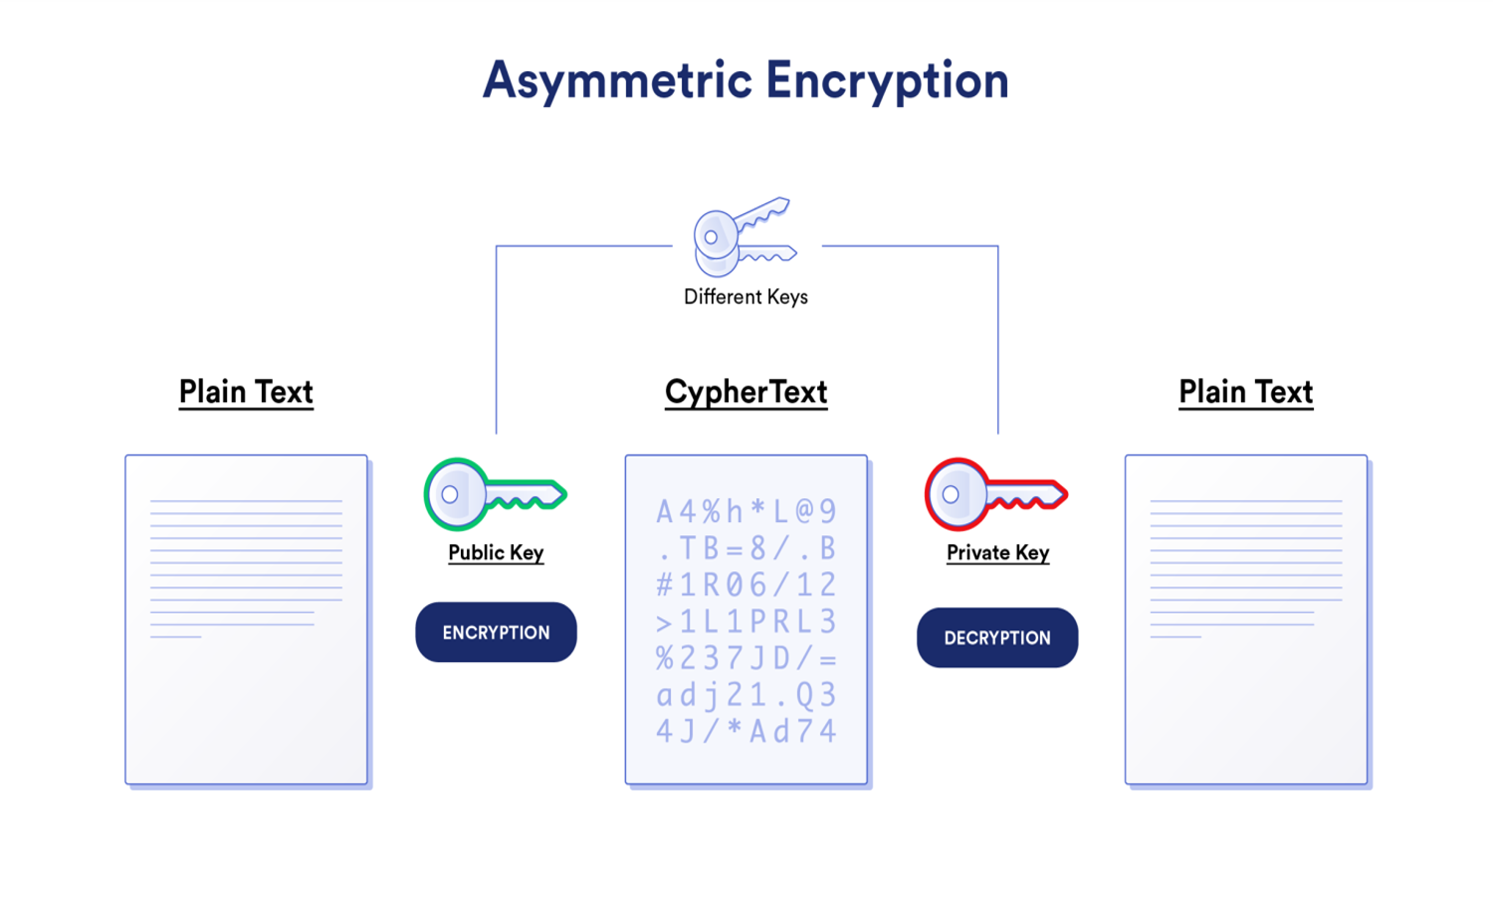 Asymmetric Encryption
Different Keys
Plain Text
CypherText
Plain Text
Public Key
ENCRYPTION
A4%h*L@9
.TB=8/.B
#1R06/12
>1L1PRL3
%237JD/=
adj21.Q3
4J/*Ad74
Private Key
DECRYPTION